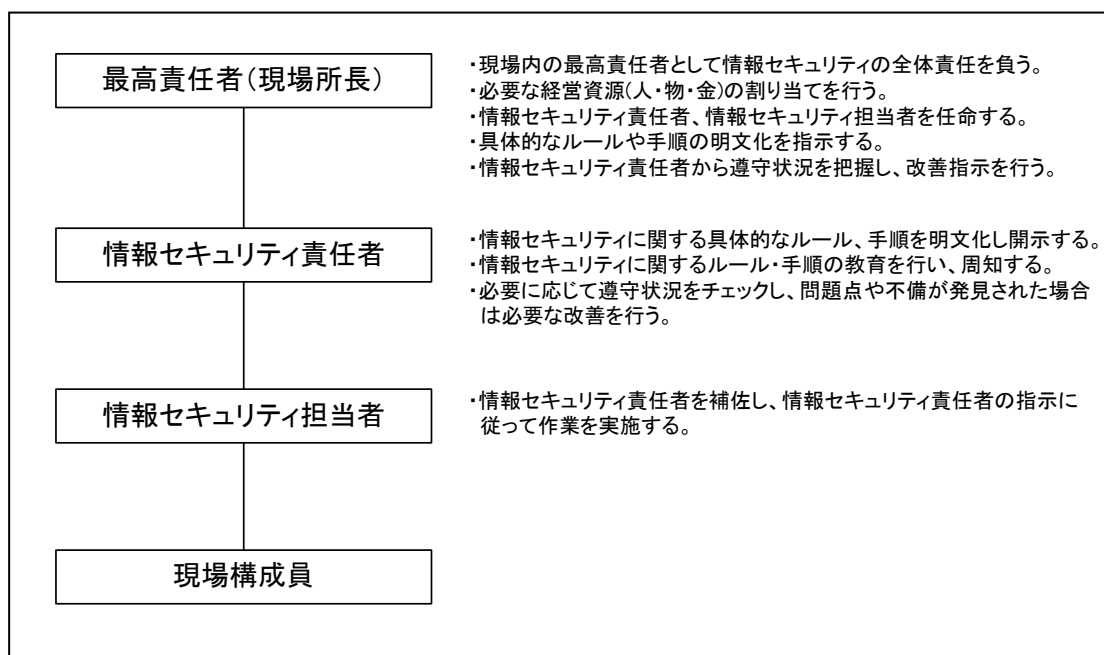 最高責任者(現場所長)
・現場内の最高責任者として情報セキュリティの全体責任を負う。
・必要な経営資源(人・物・金)の割り当てを行う。
・情報セキュリティ責任者、情報セキュリティ担当者を任命する。
・具体的なルールや手順の明文化を指示する。
・情報セキュリティ責任者から遵守状況を把握し、改善指示を行う。
情報セキュリティ責任者
・情報セキュリティに関する具体的なルール、手順を明文化し開示する。
・情報セキュリティに関するルール・手順の教育を行い、周知する。
・必要に応じて遵守状況をチェックし、問題点や不備が発見された場合
は必要な改善を行う。
情報セキュリティ担当者
・情報セキュリティ責任者を補佐し、情報セキュリティ責任者の指示に
従って作業を実施する。
現場構成員